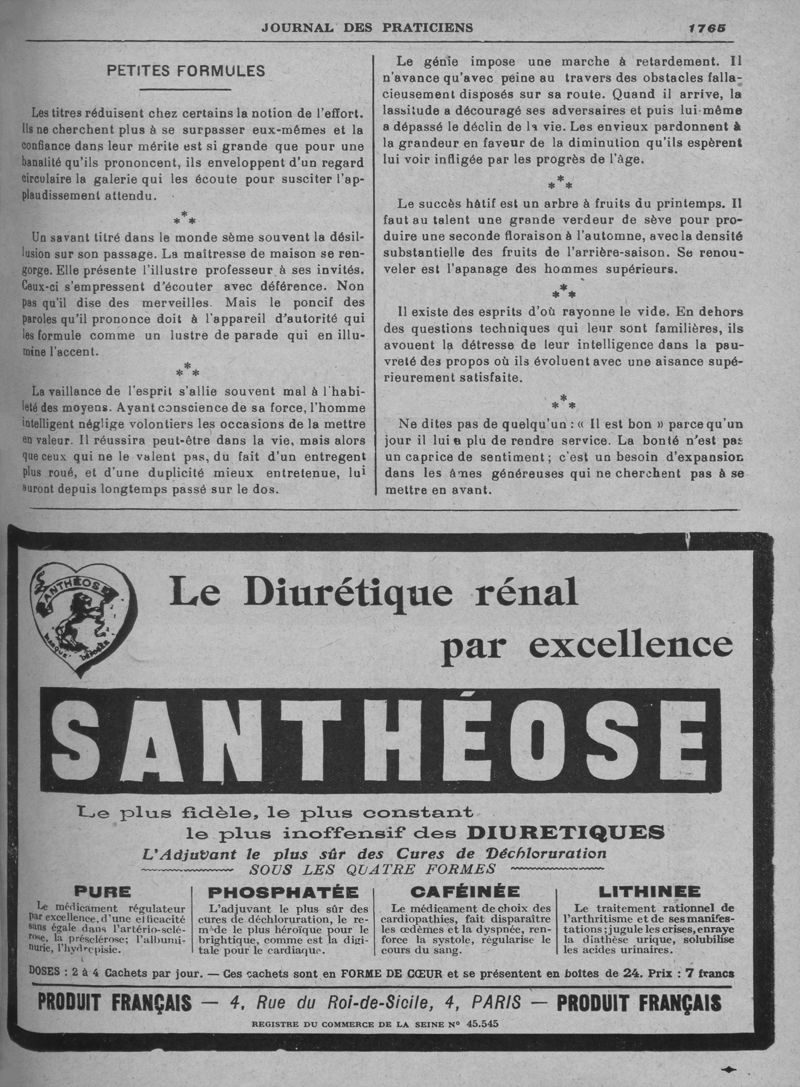 JOURNAL DES PRATICIENS
1765
PETITES FORMULES
Les titres réduisent chez certains la notion de l'effort.
Ils ne cherchent plus à se surpasser eux-mêmes et la
confiance dans leur mérite est si grande que pour une
banalité qu'ils prononcent, ils enveloppent d'un regard
circulaire la galerie qui les écoute pour susciter l'ap-
plaudissement attendu.
* * *
Un savant titré dans le monde sème souvent la désil-
lusion sur son passage. La maîtresse de maison se ren-
gorge. Elle présente l'illustre professeur à ses invités.
Ceux-ci s'empressent d'écouter avec déférence. Non
pas qu'il dise des merveilles. Mais le poncif des
paroles qu'il prononce doit à l'appareil d'autorité qui
les formule comme un lustre de parade qui en illu-
mine l'accent.
* * *
La vaillance de l'esprit s'allie souvent mal à l'habi-
leté des moyens. Ayant conscience de sa force, l'homme
intelligent néglige volontiers les occasions de la mettre
en valeur. Il réussira peut-être dans la vie, mais alors
que ceux qui ne le valent pas, du fait d'un entregent
plus roué, et d'une duplicité mieux entretenue, lui
auront depuis longtemps passé sur le dos.
Le génie impose une marche à retardement. Il
n'avance qu'avec peine au travers des obstacles falla-
cieusement disposés sur sa route. Quand il arrive, la
lassitude a découragé ses adversaires et puis lui-même
a dépassé le déclin de la vie. Les envieux pardonnent à
la grandeur en faveur de la diminution qu'ils espèrent
lui voir infligée par les progrès de l'âge.
* * *
Le succès hâtif est un arbre à fruits du printemps. Il
faut au talent une grande verdeur de sève pour pro-
duire une seconde floraison à l'automne, avec la densité
substantielle des fruits de l'arrière-saison. Se renou-
veler est l'apanage des hommes supérieurs.
* * *
Il existe des esprits d'où rayonne le vide. En dehors
des questions techniques qui leur sont familières, ils
avouent la détresse de leur intelligence dans la pau-
vreté des propos où ils évoluent avec une aisance supé-
rieurement satisfaite.
* * *
Ne dites pas de quelqu'un : « Il est bon » parce qu'un
jour il lui a plu de rendre service. La bonté n'est pas
un caprice de sentiment ; c'est un besoin d'expansion
dans les âmes généreuses qui ne cherchent pas à se
mettre en avant.
SANTHÉOSE
MARQUE DÉPOSÉE
Le Diurétique rénal
par excellence
SANTHÉOSE
Le plus fidèle, le plus constant
le plus inoffensif des DIURETIQUES
L'Adjuvant le plus sûr des Cures de Déchloruration
SOUS LES QUATRE FORMES
PURE
Le médicament régulateur
par excellence, d'une efficacité
sans égale dans l'artério-sclé-
rose, la présclérose; l'albumi-
nurie, l'hydropisie.
PHOSPHATÉE
L'adjuvant le plus sûr des
cures de déchloruration, le re-
mède le plus héroïque pour le
brightique, comme est la digi-
tale pour le cardiaque.
CAFÉINÉE
Le médicament de choix des
cardiopathies, fait disparaître
les œdèmes et la dyspnée, ren-
force la systole, régularise le
cours du sang.
LITHINEE
Le traitement rationnel de
l'arthritisme et de ses manifes-
tations ; jugule les crises, enraye
la diathèse urique, solubilise
les acides urinaires.
DOSES : 2 à 4 Cachets par jour. — Ces cachets sont en FORME DE CŒUR et se présentent en boîtes de 24. Prix : 7 francs
PRODUIT FRANÇAIS — 4, Rue du Roi-de-Sicile, 4, PARIS — PRODUIT FRANÇAIS
REGISTRE DU COMMERCE DE LA SEINE N° 45.545